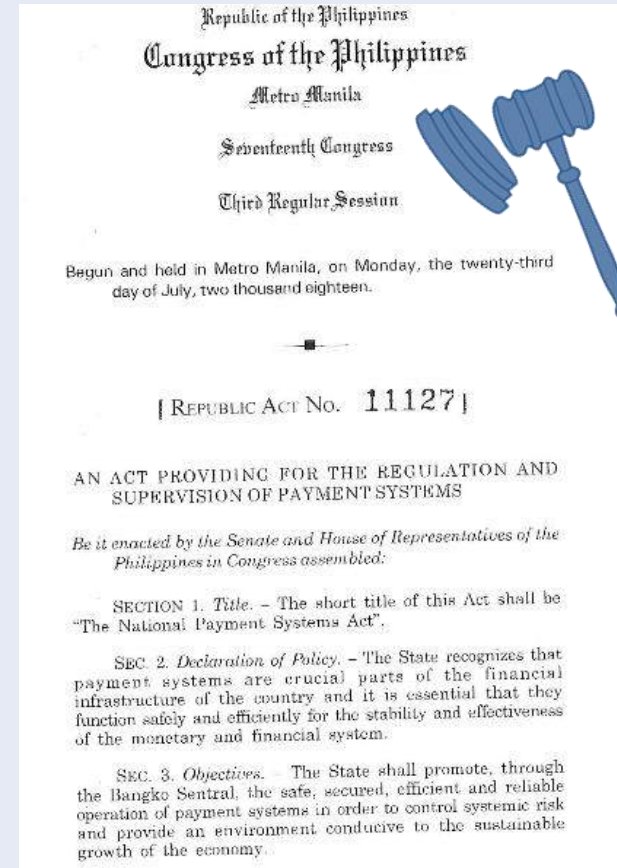 Republic of the Philippines
Congress of the Philippines
Metro Manila
Seventeenth Congress
Third Regular Session
Begun and held in Metro Manila, on Monday, the twenty-third
day of July, two thousand eighteen.
[ REPUBLIC ACT NO. 11127 ]
AN ACT PROVIDING FOR THE REGULATION AND
SUPERVISION OF PAYMENT SYSTEMS
Be it enacted by the Senate and House of Representatives of the
Philippines in Congress assembled:
SECTION 1. Title. – The short title of this Act shall be
"The National Payment Systems Act".
SEC. 2. Declaration of Policy. – The State recognizes that
payment systems are crucial parts of the financial
infrastructure of the country and it is essential that they
function safely and efficiently for the stability and effectiveness
of the monetary and financial system.
SEC. 3. Objectives. – The State shall promote, through
the Bangko Sentral, the safe, secured, efficient and reliable
operation of payment systems in order to control systemic risk
and provide an environment conducive to the sustainable
growth of the economy.